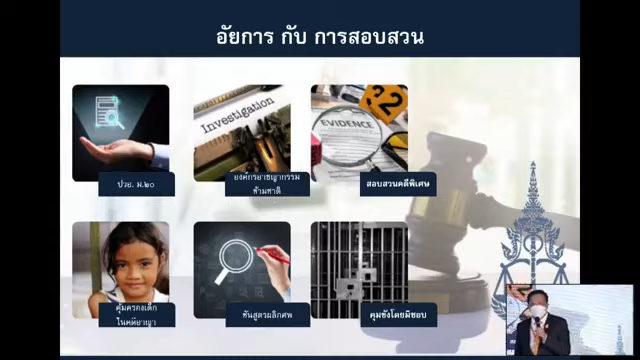 อัยการ กับ การสอบสวน
Investigation
32
EVIDENCE
ปวิอ. ม.๒๐
องค์กรอาชญากรรม
ข้ามชาติ
สอบสวนคดีพิเศษ
คุ้มครองเด็ก
ในคดีอาญา
ชันสูตรพลิกศพ
คุมขังโดยมิชอบ